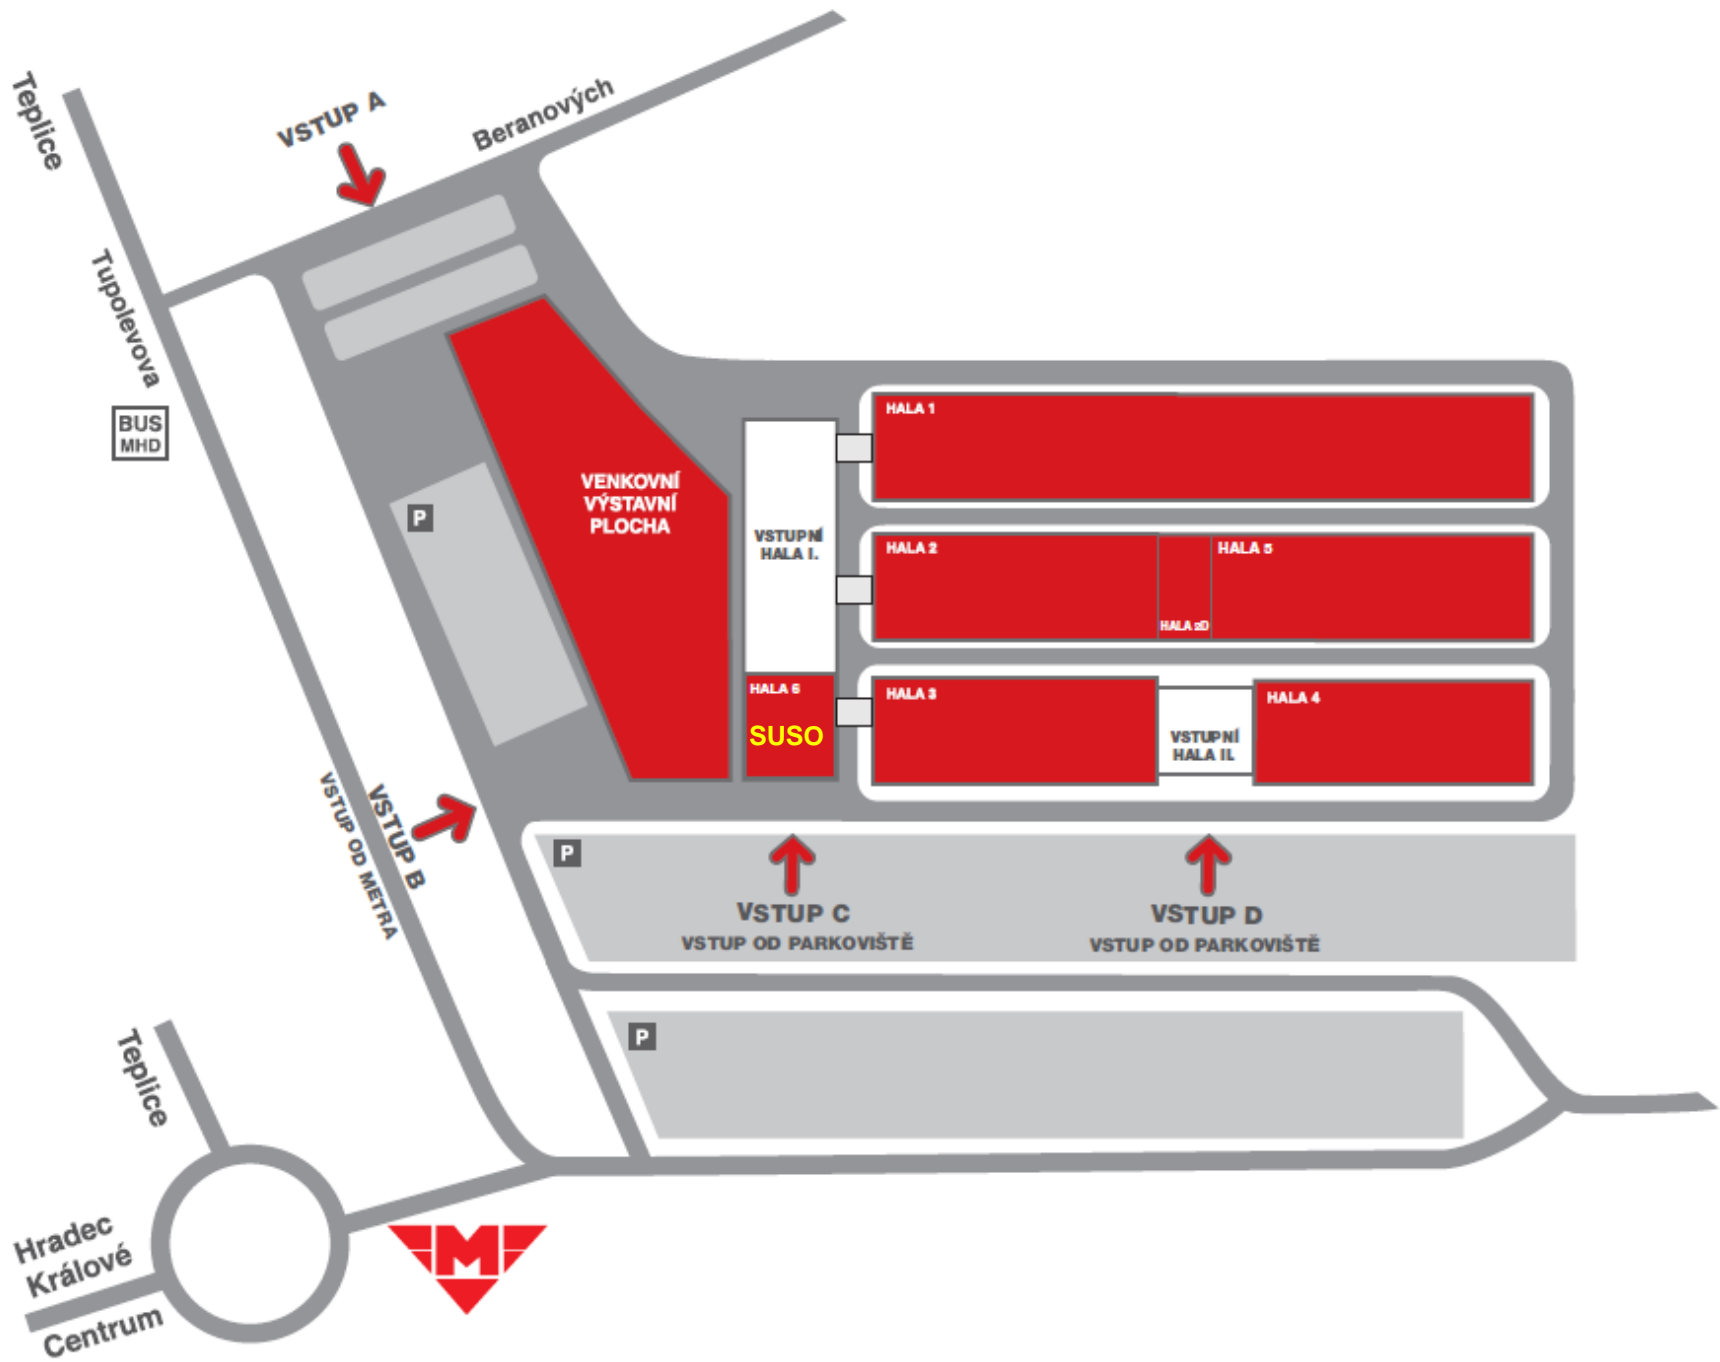 Teplice
VSTUP A
Beranových
Tupolevova
BUS
MHD
P
VENKOVNÍ
VÝSTAVNÍ
PLOCHA
VSTUPNÍ
HALA I.
HALA 1
HALA 2
HALA 2D
HALA 5
HALA 6
SUSO
HALA 3
VSTUPNÍ
HALA II.
HALA 4
VSTUP B
VSTUP OD METRA
P
VSTUP C
VSTUP OD PARKOVIŠTĚ
VSTUP D
VSTUP OD PARKOVIŠTĚ
P
Teplice
Hradec
Králové
Centrum
M